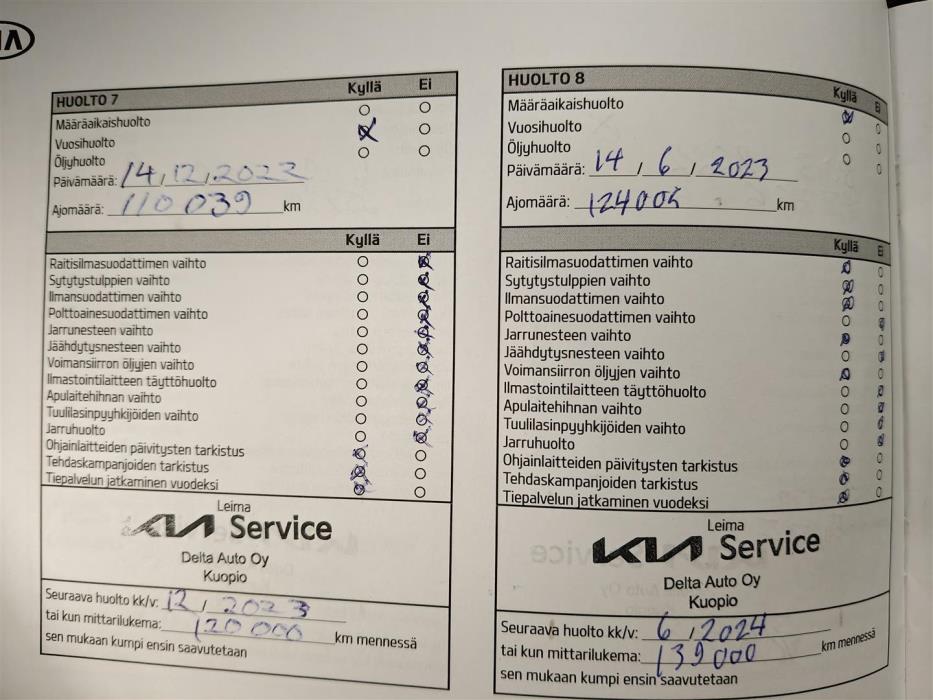 KIA
HUOLTO 7 Kyllä Ei
Määräaikaishuolto
Vuosihuolto
Öljyhuolto
Päivämäärä: 14/12/2022
Ajomäärä: 110 039 km
Kyllä Ei
Raitisilmasuodattimen vaihto
Sytytystulppien vaihto
Ilmansuodattimen vaihto
Polttoainesuodattimen vaihto
Jarrunesteen vaihto
Jäähdytysnesteen vaihto
Voimansiirron öljyjen vaihto
Ilmastointilaitteen täyttöhuolto
Apulaitehihnan vaihto
Tuulilasinpyyhkijöiden vaihto
Jarruhuolto
Ohjainlaitteiden päivitysten tarkistus
Tehdaskampanjoiden tarkistus
Tiepalvelun jatkaminen vuodeksi
Leima
KIA Service
Delta Auto Oy
Kuopio
Seuraava huolto kk/v: 12 / 2023
tai kun mittarilukema: 120 000 km mennessä
sen mukaan kumpi ensin saavutetaan
HUOLTO 8 Kyllä Ei
Määräaikaishuolto
Vuosihuolto
Öljyhuolto
Päivämäärä: 14 / 6 / 2023
Ajomäärä: km
Kyllä Ei
Raitisilmasuodattimen vaihto
Sytytystulppien vaihto
Ilmansuodattimen vaihto
Polttoainesuodattimen vaihto
Jarrunesteen vaihto
Jäähdytysnesteen vaihto
Voimansiirron öljyjen vaihto
Ilmastointilaitteen täyttöhuolto
Apulaitehihnan vaihto
Tuulilasinpyyhkijöiden vaihto
Jarruhuolto
Ohjainlaitteiden päivitysten tarkistus
Tehdaskampanjoiden tarkistus
Tiepalvelun jatkaminen vuodeksi
Leima
KIA Service
Delta Auto Oy
Kuopio
Seuraava huolto kk/v: 6 / 2024
tai kun mittarilukema: 139 000 km mennessä
sen mukaan kumpi ensin saavutetaan